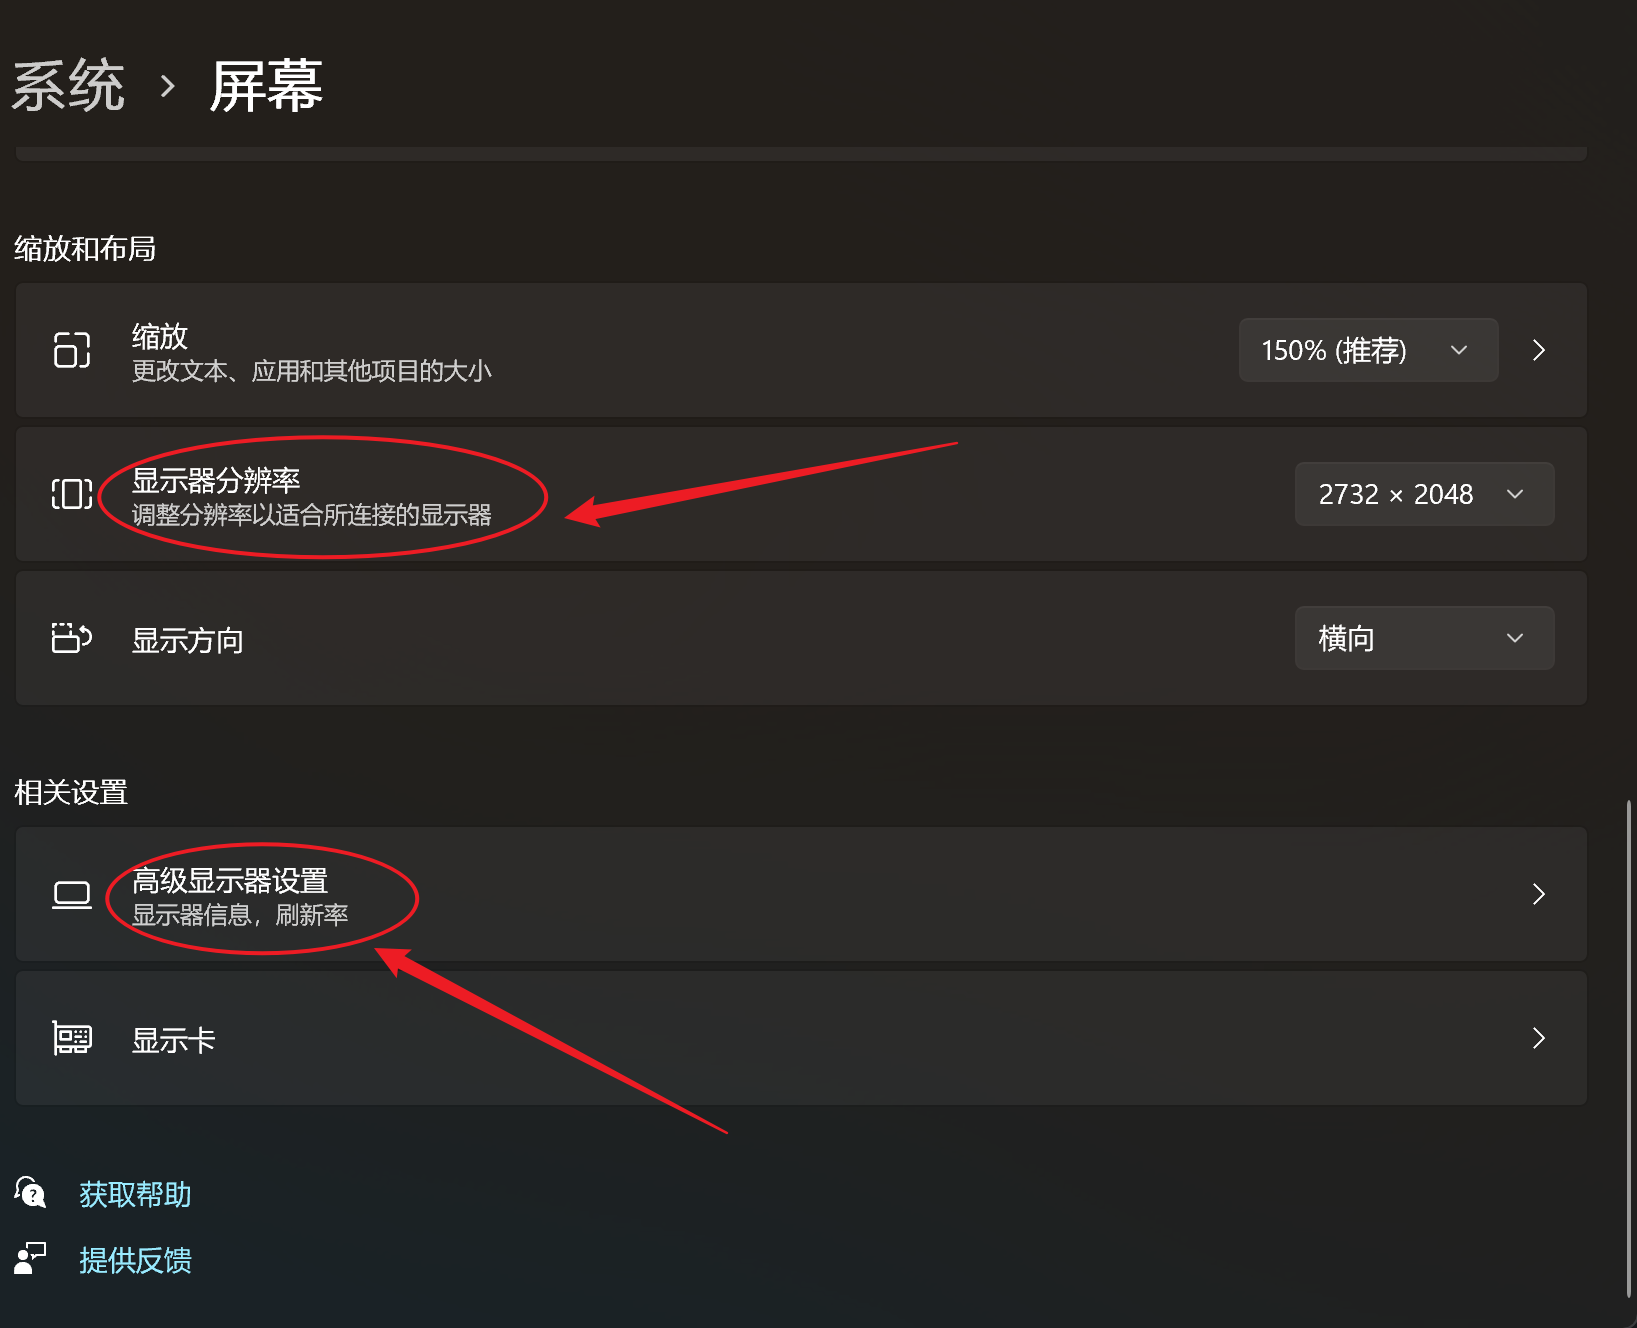 系统 › 屏幕
缩放和布局
缩放
更改文本、应用和其他项目的大小
150% (推荐)
显示器分辨率
调整分辨率以适合所连接的显示器
2732 × 2048
显示方向
横向
相关设置
高级显示器设置
显示器信息，刷新率
显示卡
获取帮助
提供反馈